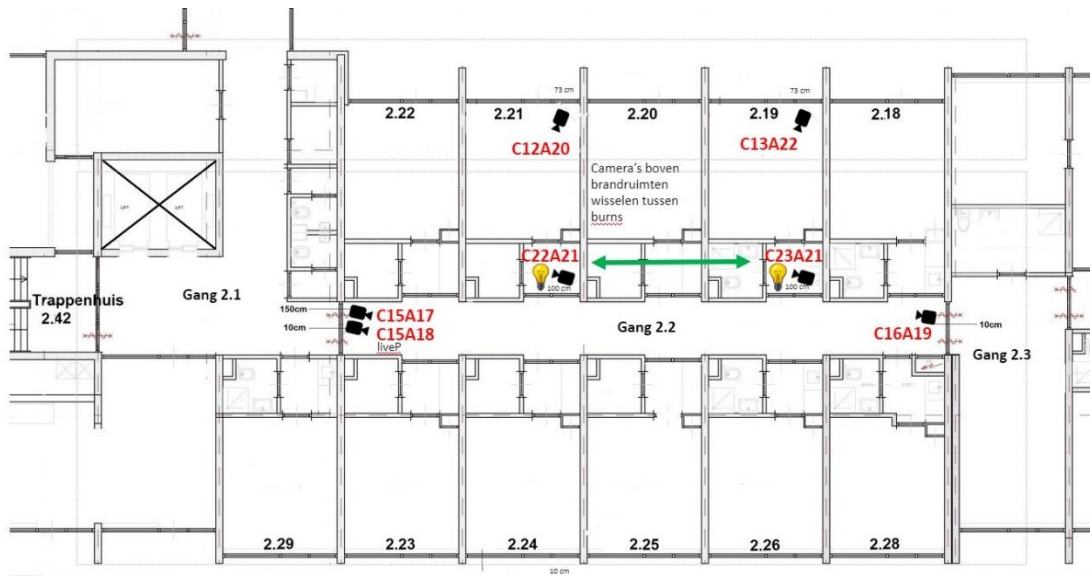 73 cm
73 cm
2.22
2.21
2.20
2.19
2.18
C12A20
C13A22
Camera's boven
brandruimten
wisselen tussen
burns
LIFT
LIFT
C22A21
C23A21
100 cm
100 cm
Trappenhuis
2.42
Gang 2.1
150cm
C15A17
10cm
C15A18
liveP
Gang 2.2
C16A19
10cm
Gang 2.3
2.29
2.23
2.24
2.25
2.26
2.28
10 cm